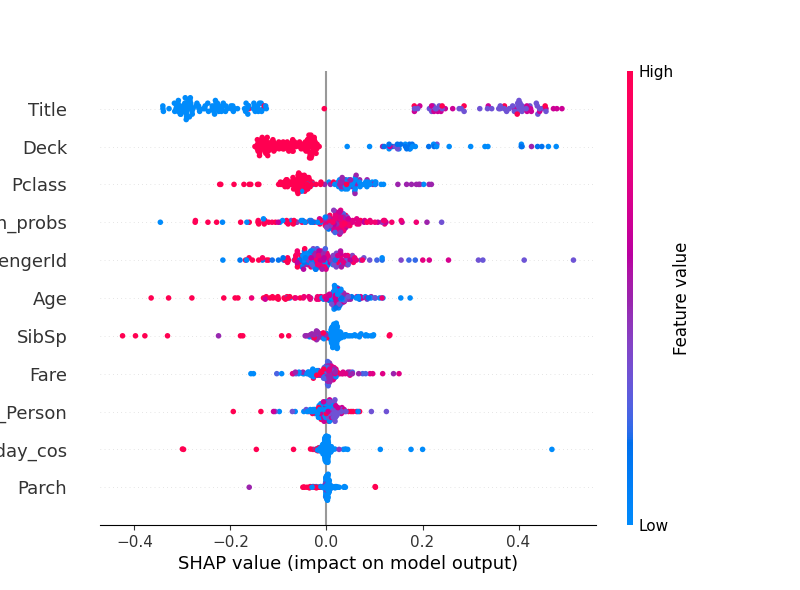 High
Title
Deck
Pclass
n_probs
engerId
Age
SibSp
Fare
_Person
day_cos
Parch
Low
Feature value
−0.4 −0.2 0.0 0.2 0.4
SHAP value (impact on model output)